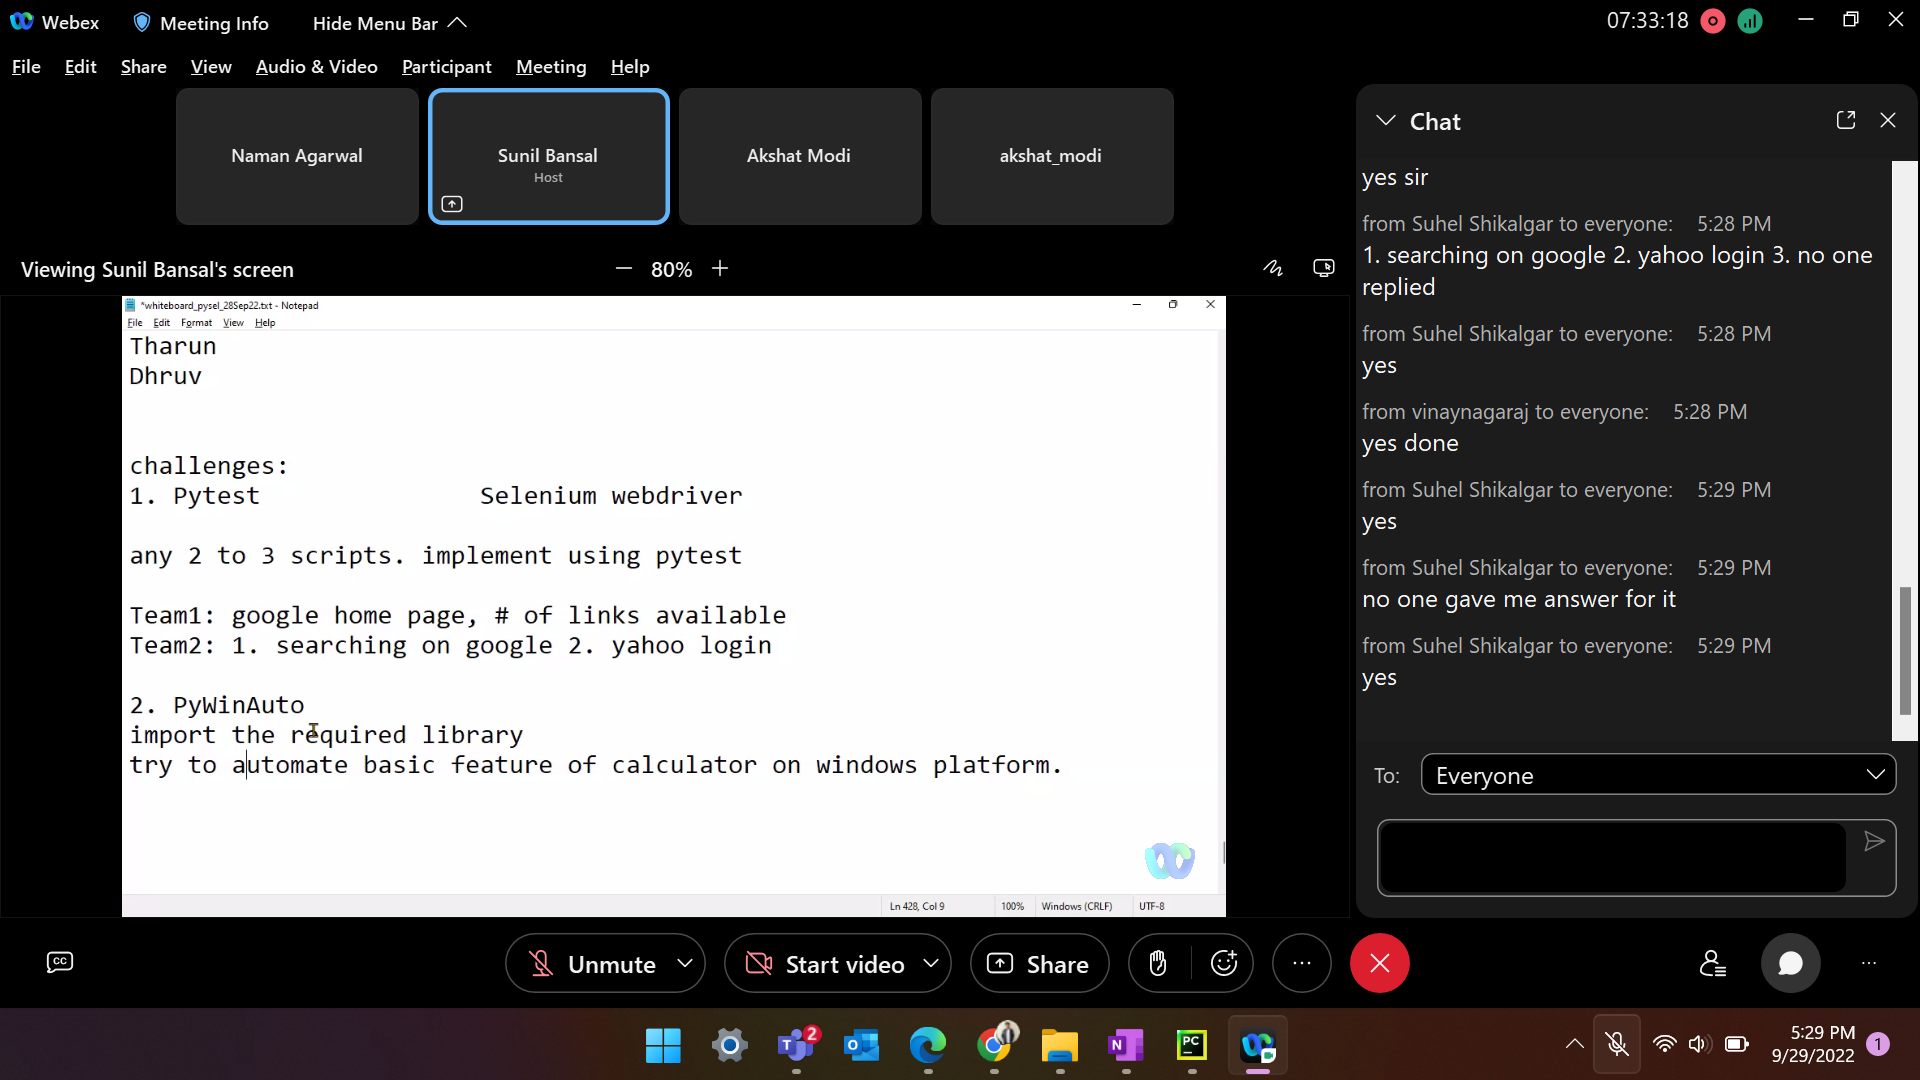 Webex
Meeting Info
Hide Menu Bar
07:33:18
File Edit Share View Audio & Video Participant Meeting Help
Naman Agarwal
Sunil Bansal
Host
Akshat Modi
akshat_modi
Viewing Sunil Bansal's screen
80%
*whiteboard_pysel_28Sep22.txt - Notepad
File Edit Format View Help
Tharun
Dhruv
challenges:
1. Pytest Selenium webdriver
any 2 to 3 scripts. implement using pytest
Team1: google home page, # of links available
Team2: 1. searching on google 2. yahoo login
2. PyWinAuto
import the required library
try to automate basic feature of calculator on windows platform.
Ln 428, Col 9
100%
Windows (CRLF)
UTF-8
Chat
yes sir
from Suhel Shikalgar to everyone: 5:28 PM
1. searching on google 2. yahoo login 3. no one
replied
from Suhel Shikalgar to everyone: 5:28 PM
yes
from vinaynagaraj to everyone: 5:28 PM
yes done
from Suhel Shikalgar to everyone: 5:29 PM
yes
from Suhel Shikalgar to everyone: 5:29 PM
no one gave me answer for it
from Suhel Shikalgar to everyone: 5:29 PM
yes
To: Everyone
CC
Unmute
Start video
Share
2
PC
5:29 PM
9/29/2022
1